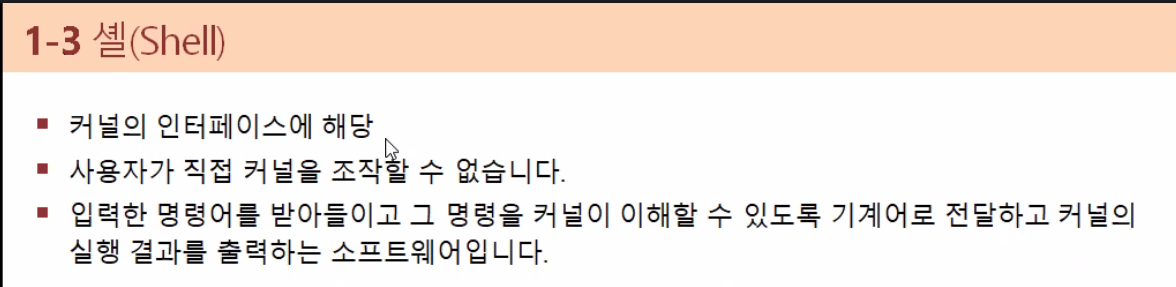 1-3 셸(Shell)
커널의 인터페이스에 해당
사용자가 직접 커널을 조작할 수 없습니다.
입력한 명령어를 받아들이고 그 명령을 커널이 이해할 수 있도록 기계어로 전달하고 커널의
실행 결과를 출력하는 소프트웨어입니다.